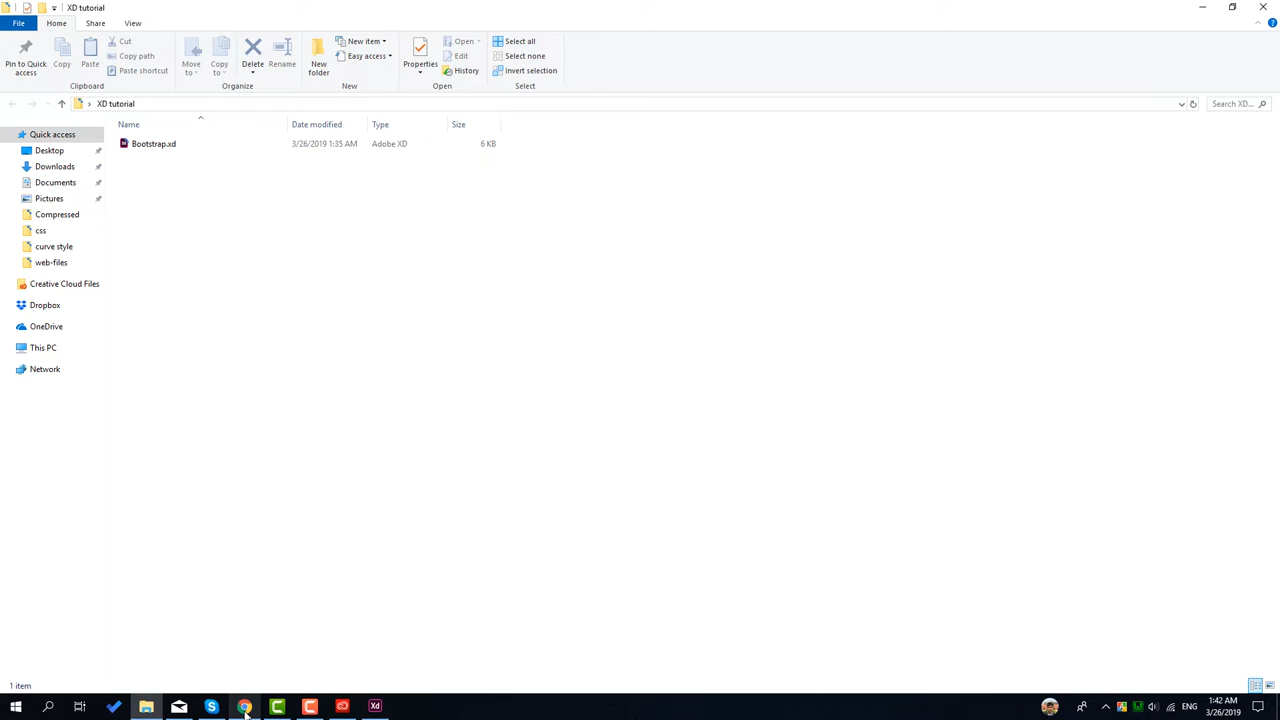 XD tutorial
File Home Share View
Pin to Quick access
Copy
Paste
Cut
Copy path
Paste shortcut
Clipboard
Move to
Copy to
Delete
Rename
Organize
New folder
New item
Easy access
New
Properties
Open
Edit
History
Open
Select all
Select none
Invert selection
Select
XD tutorial
Search XD...
Name Date modified Type Size
Bootstrap.xd 3/26/2019 1:35 AM Adobe XD 6 KB
Quick access
Desktop
Downloads
Documents
Pictures
Compressed
css
curve style
web-files
Creative Cloud Files
Dropbox
OneDrive
This PC
Network
1 item
Xd
ENG
1:42 AM
3/26/2019